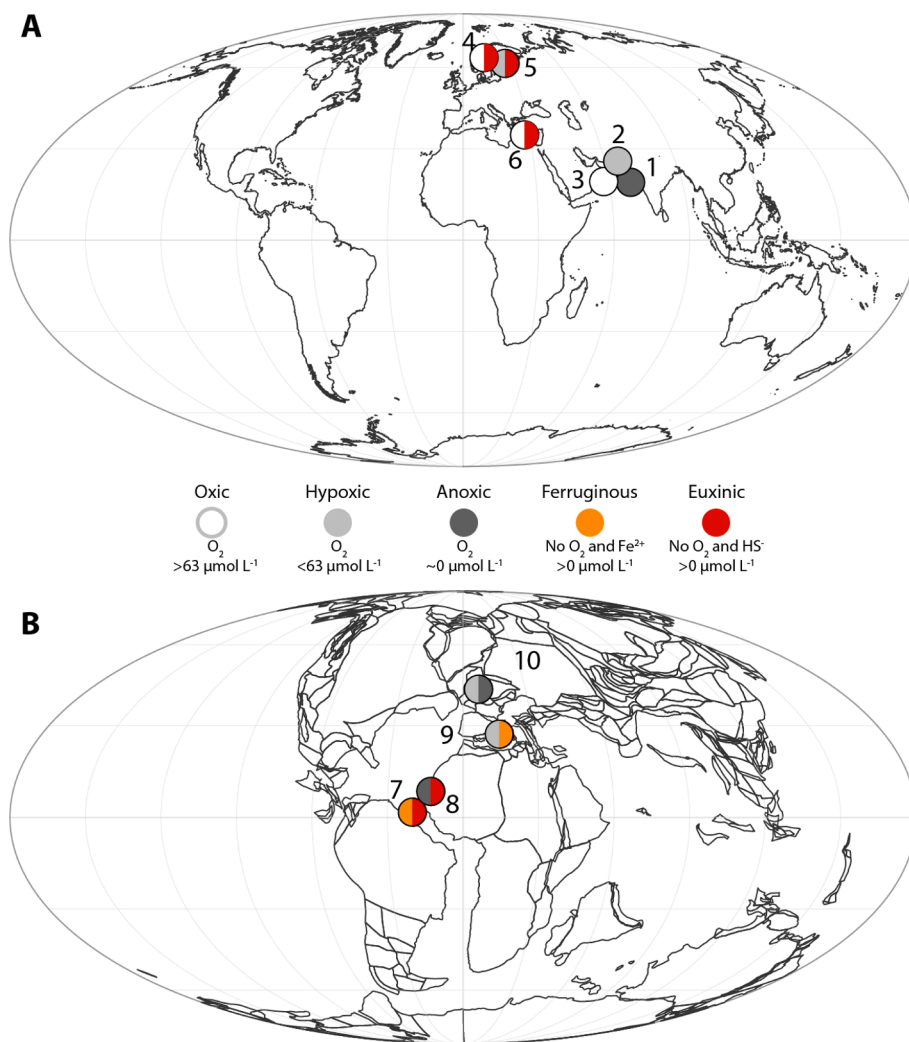 A
4
5
6
2
3
1
Oxic
Hypoxic
Anoxic
Ferruginous
Euxinic
O₂
O₂
O₂
No O₂ and Fe²⁺
No O₂ and HS⁻
>63 μmol L⁻¹
<63 μmol L⁻¹
~0 μmol L⁻¹
>0 μmol L⁻¹
>0 μmol L⁻¹
B
10
9
7
8